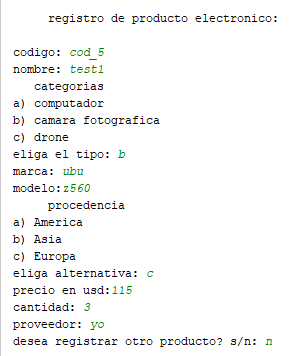 registro de producto electronico:
codigo: cod_5
nombre: test1
categorias
a) computador
b) camara fotografica
c) drone
eliga el tipo: b
marca: ubu
modelo:z560
procedencia
a) America
b) Asia
c) Europa
eliga alternativa: c
precio en usd:115
cantidad: 3
proveedor: yo
desea registrar otro producto? s/n: n